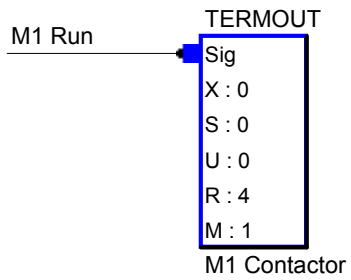 TERMOUT
M1 Run
Sig
X : 0
S : 0
U : 0
R : 4
M : 1
M1 Contactor